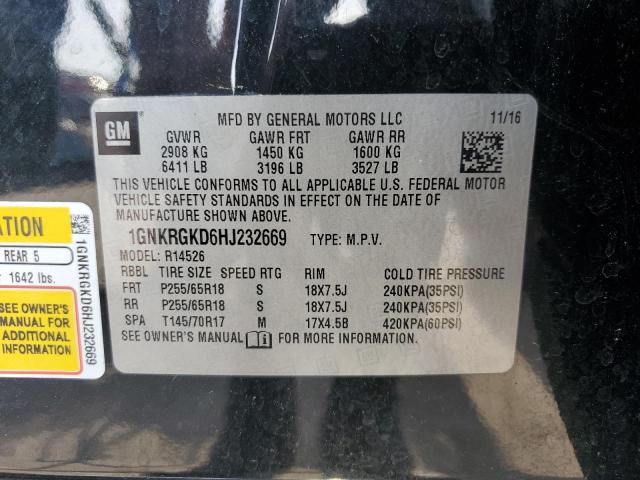 GM
MFD BY GENERAL MOTORS LLC 11/16
GVWR GAWR FRT GAWR RR
2908 KG 1450 KG 1600 KG
6411 LB 3196 LB 3527 LB
THIS VEHICLE CONFORMS TO ALL APPLICABLE U.S. FEDERAL MOTOR
VEHICLE SAFETY STANDARDS IN EFFECT ON THE DATE OF
MANUFACTURE SHOWN ABOVE.
1GNKRGKD6HJ232669 TYPE: M.P.V.
MODEL: R14526
RBBL TIRE SIZE SPEED RTG RIM COLD TIRE PRESSURE
FRT P255/65R18 S 18X7.5J 240KPA(35PSI)
RR P255/65R18 S 18X7.5J 240KPA(35PSI)
SPA T145/70R17 M 17X4.5B 420KPA(60PSI)
SEE OWNER'S MANUAL FOR MORE INFORMATION.
ATION
REAR 5
1642 lbs.
SEE OWNER'S
MANUAL FOR
ADDITIONAL
INFORMATION
1GNKRGKD6HJ232669